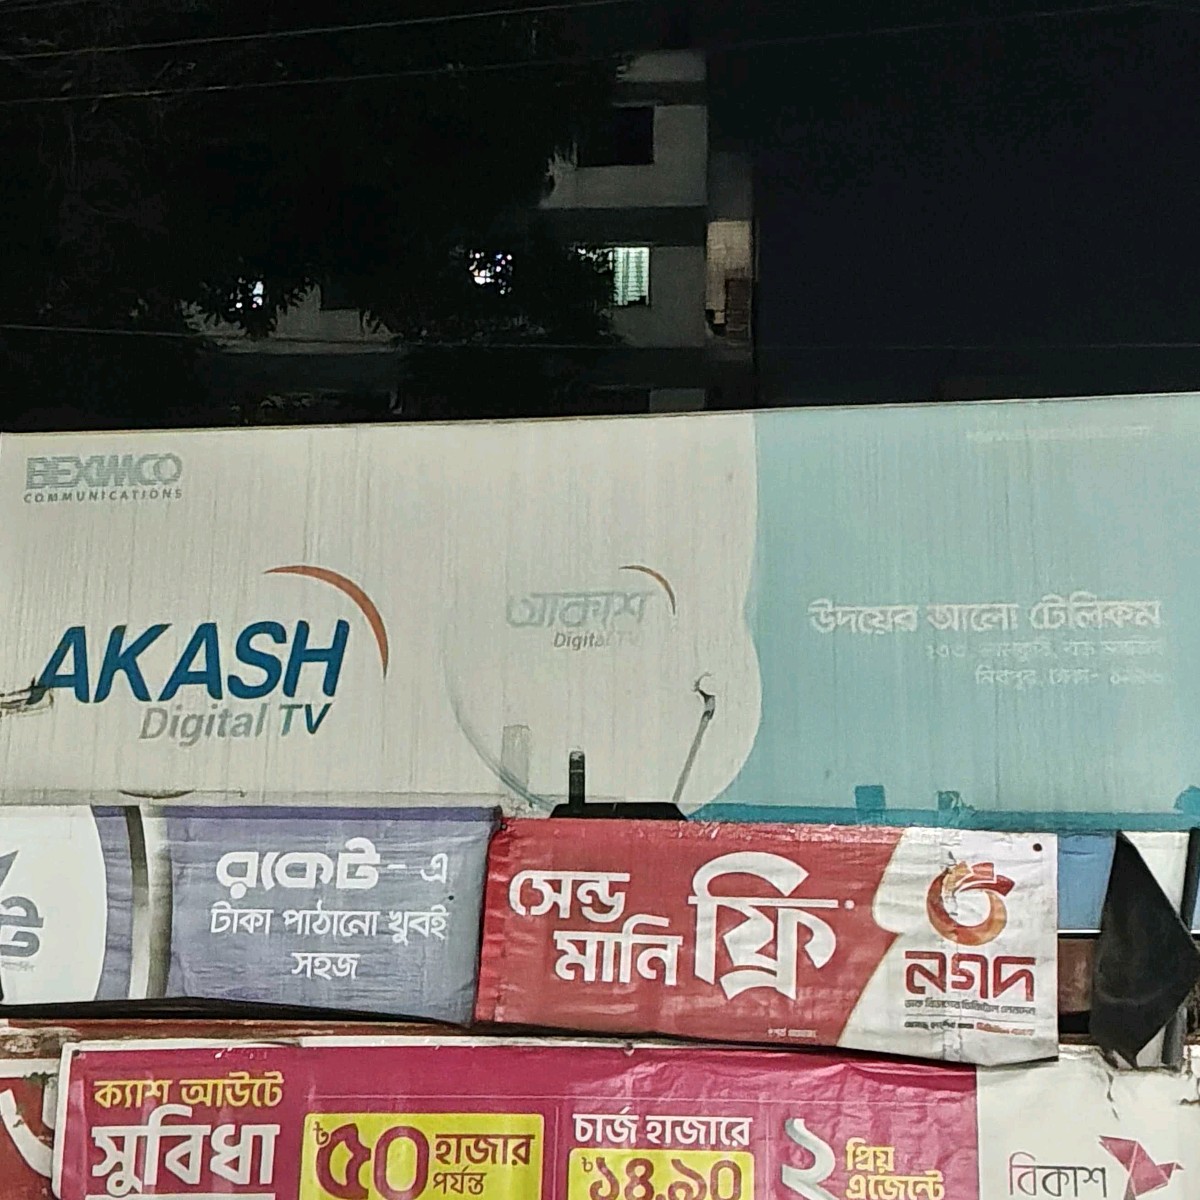 BEXIMCO
COMMUNICATIONS
AKASH
Digital TV
আকাশ
Digital TV
উদয়ের আলো টেলিকম
মিরপুর, ঢাকা-
রকেট-এ
টাকা পাঠানো খুবই
সহজ
সেন্ড
মানি ফ্রি
নগদ
ক্যাশ আউটে
সুবিধা
৳৫০ হাজার
পর্যন্ত
চার্জ হাজারে
৳১৪.৯০
২ প্রিয়
এজেন্টে
বিকাশ